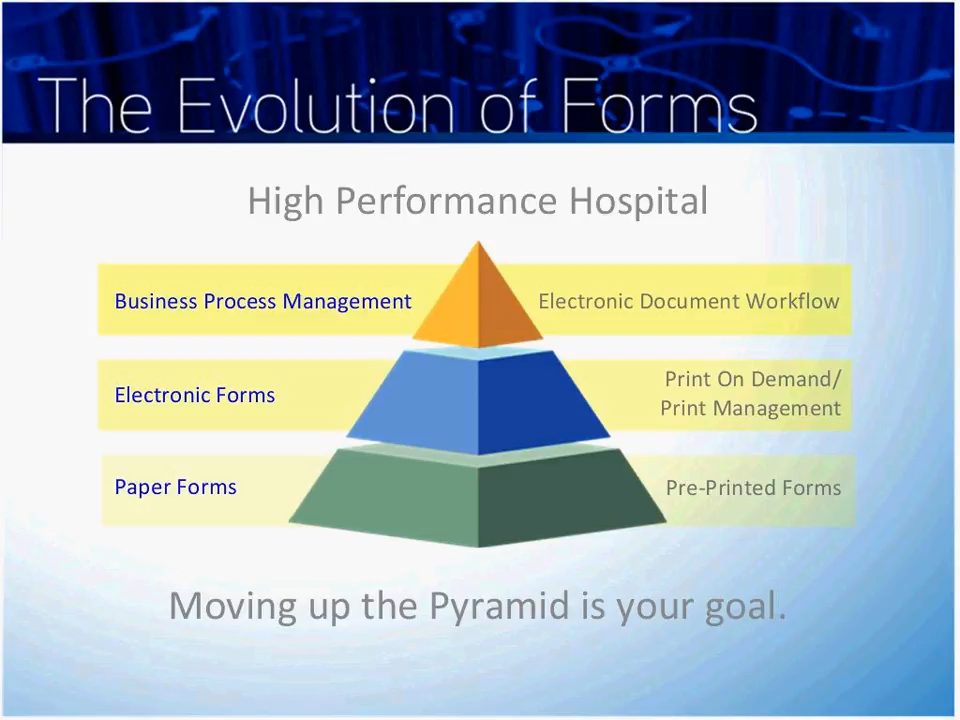 The Evolution of Forms
High Performance Hospital
Business Process Management
Electronic Document Workflow
Electronic Forms
Print On Demand/
Print Management
Paper Forms
Pre-Printed Forms
Moving up the Pyramid is your goal.